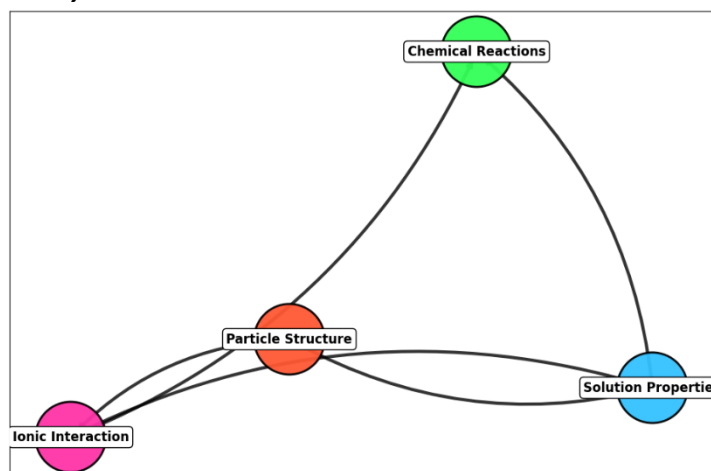 Chemical Reactions
Particle Structure
Solution Propertie
Ionic Interaction